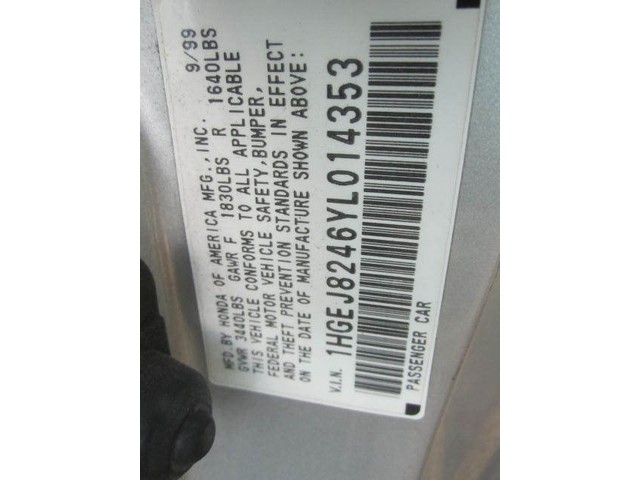 MFD. BY HONDA OF AMERICA MFG., INC. 9/99
GVWR 3440LBS GAWR F 1830LBS R 1640LBS
THIS VEHICLE CONFORMS TO ALL APPLICABLE
FEDERAL MOTOR VEHICLE SAFETY, BUMPER,
AND THEFT PREVENTION STANDARDS IN EFFECT
ON THE DATE OF MANUFACTURE SHOWN ABOVE:
V.I.N. 1HGEJ8246YL014353
PASSENGER CAR